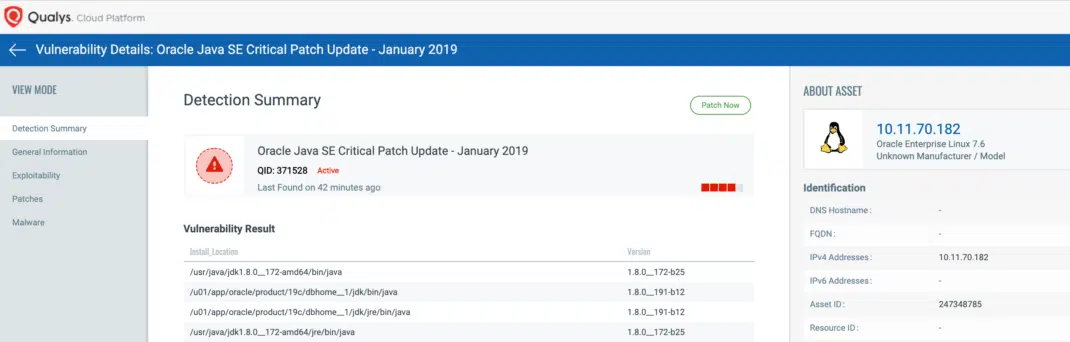 Qualys. Cloud Platform
Vulnerability Details: Oracle Java SE Critical Patch Update - January 2019
VIEW MODE
Detection Summary
General Information
Exploitability
Patches
Malware
Detection Summary
Patch Now
Oracle Java SE Critical Patch Update - January 2019
QID: 371528 Active
Last Found on 42 minutes ago
Vulnerability Result
Install_Location Version
/usr/java/jdk1.8.0__172-amd64/bin/java 1.8.0__172-b25
/u01/app/oracle/product/19c/dbhome__1/jdk/bin/java 1.8.0__191-b12
/u01/app/oracle/product/19c/dbhome__1/jdk/jre/bin/java 1.8.0__191-b12
/usr/java/jdk1.8.0__172-amd64/jre/bin/java 1.8.0__172-b25
ABOUT ASSET
10.11.70.182
Oracle Enterprise Linux 7.6
Unknown Manufacturer / Model
Identification
DNS Hostname: -
FQDN: -
IPv4 Addresses: 10.11.70.182
IPv6 Addresses: -
Asset ID: 247348785
Resource ID: -